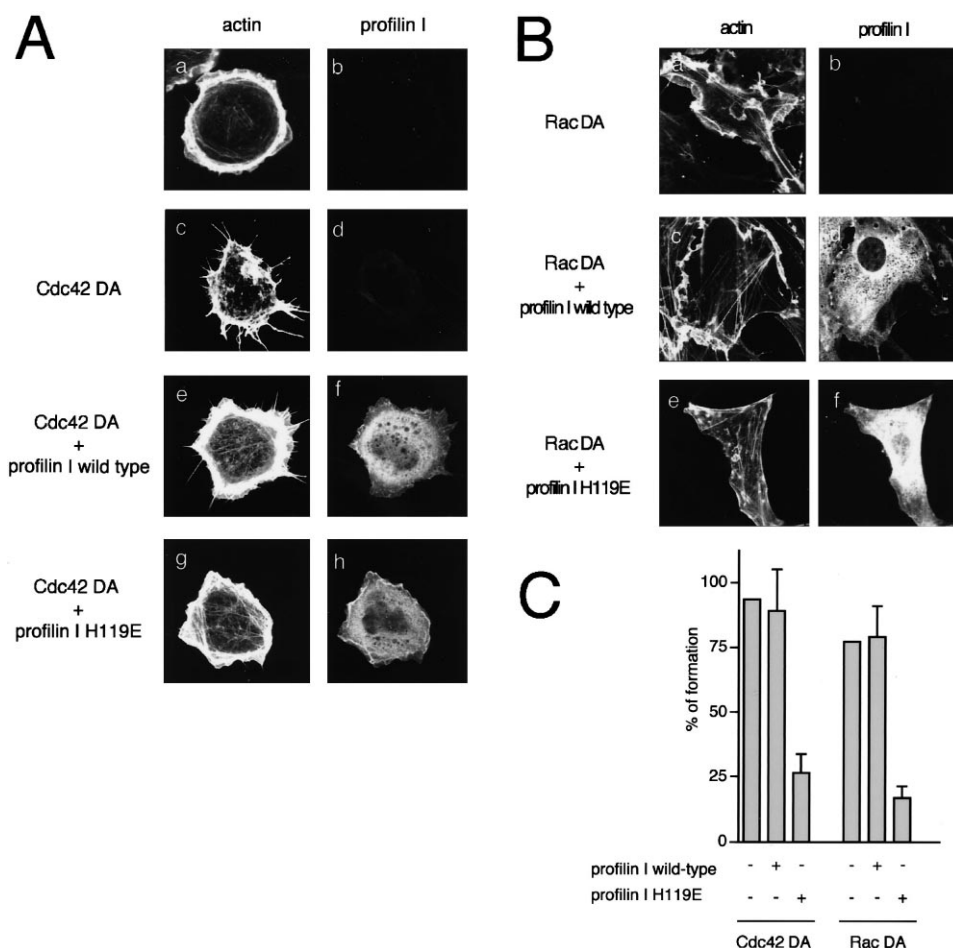 A
actin
profilin I
a
b
Cdc42 DA
c
d
Cdc42 DA
+
profilin I wild type
e
f
Cdc42 DA
+
profilin I H119E
g
h
B
actin
profilin I
Rac DA
a
b
Rac DA
+
profilin I wild type
c
d
Rac DA
+
profilin I H119E
e
f
C
% of formation
100
75
50
25
0
profilin I wild-type - + - - + -
profilin I H119E - - + - - +
Cdc42 DA Rac DA